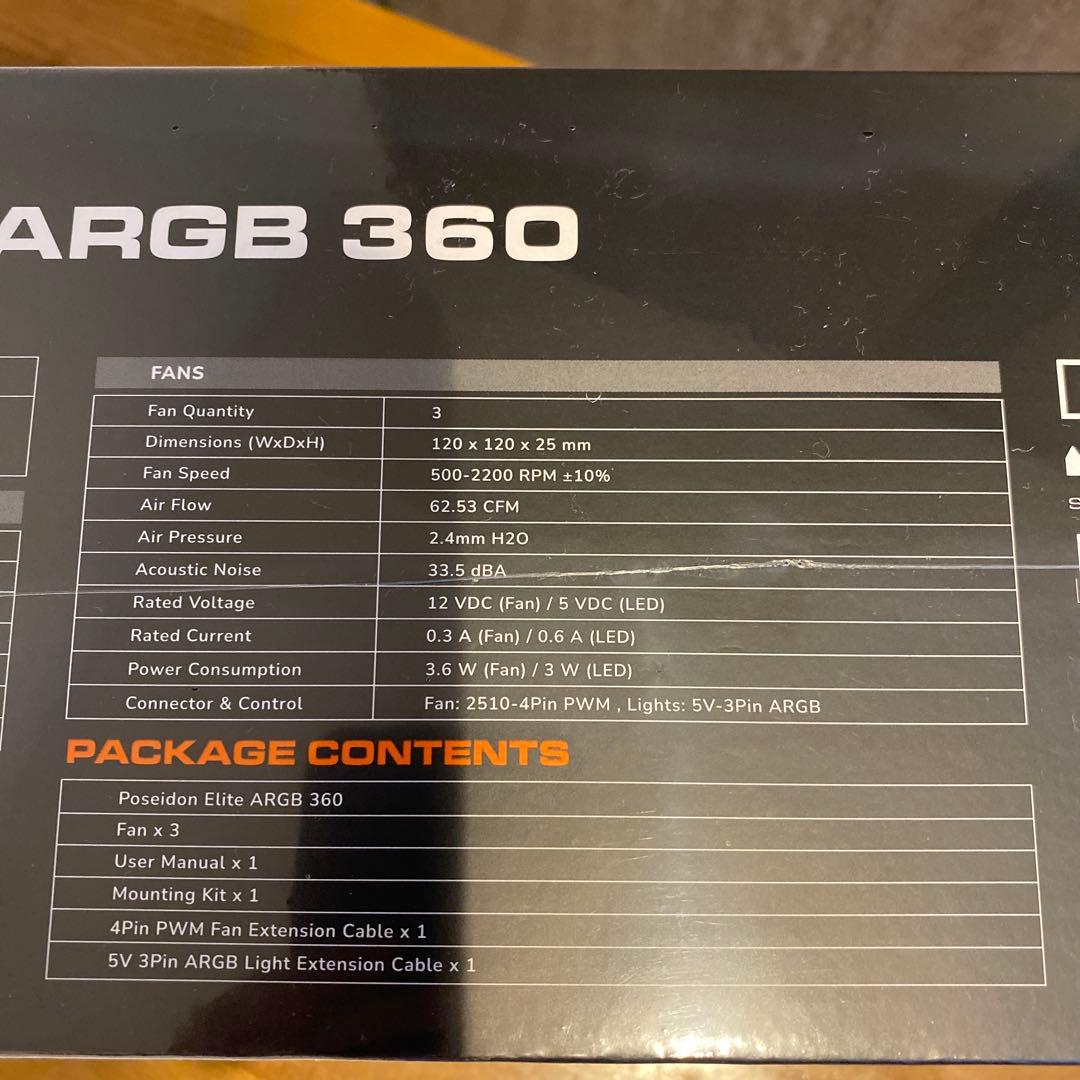 ARGB 360
FANS
Fan Quantity 3
Dimensions (WxDxH) 120 x 120 x 25 mm
Fan Speed 500-2200 RPM ±10%
Air Flow 62.53 CFM
Air Pressure 2.4mm H2O
Acoustic Noise 33.5 dBA
Rated Voltage 12 VDC (Fan) / 5 VDC (LED)
Rated Current 0.3 A (Fan) / 0.6 A (LED)
Power Consumption 3.6 W (Fan) / 3 W (LED)
Connector & Control Fan: 2510-4Pin PWM , Lights: 5V-3Pin ARGB
PACKAGE CONTENTS
Poseidon Elite ARGB 360
Fan x 3
User Manual x 1
Mounting Kit x 1
4Pin PWM Fan Extension Cable x 1
5V 3Pin ARGB Light Extension Cable x 1